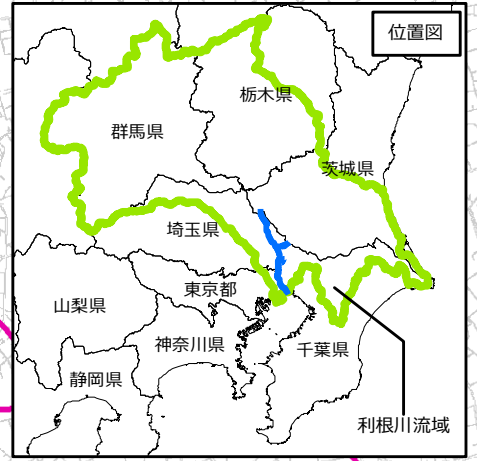 位置図
栃木県
群馬県
茨城県
埼玉県
東京都
山梨県
神奈川県
千葉県
静岡県
利根川流域